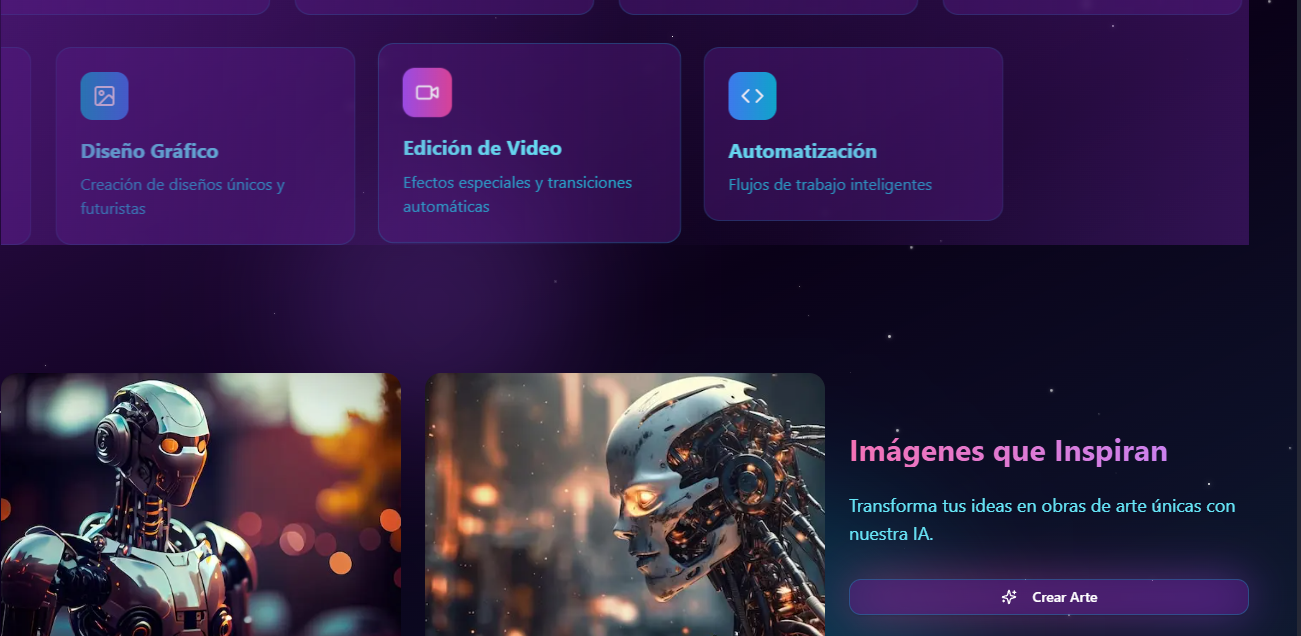 Diseño Gráfico
Creación de diseños únicos y
futuristas
Edición de Video
Efectos especiales y transiciones
automáticas
Automatización
Flujos de trabajo inteligentes
Imágenes que Inspiran
Transforma tus ideas en obras de arte únicas con
nuestra IA.
Crear Arte